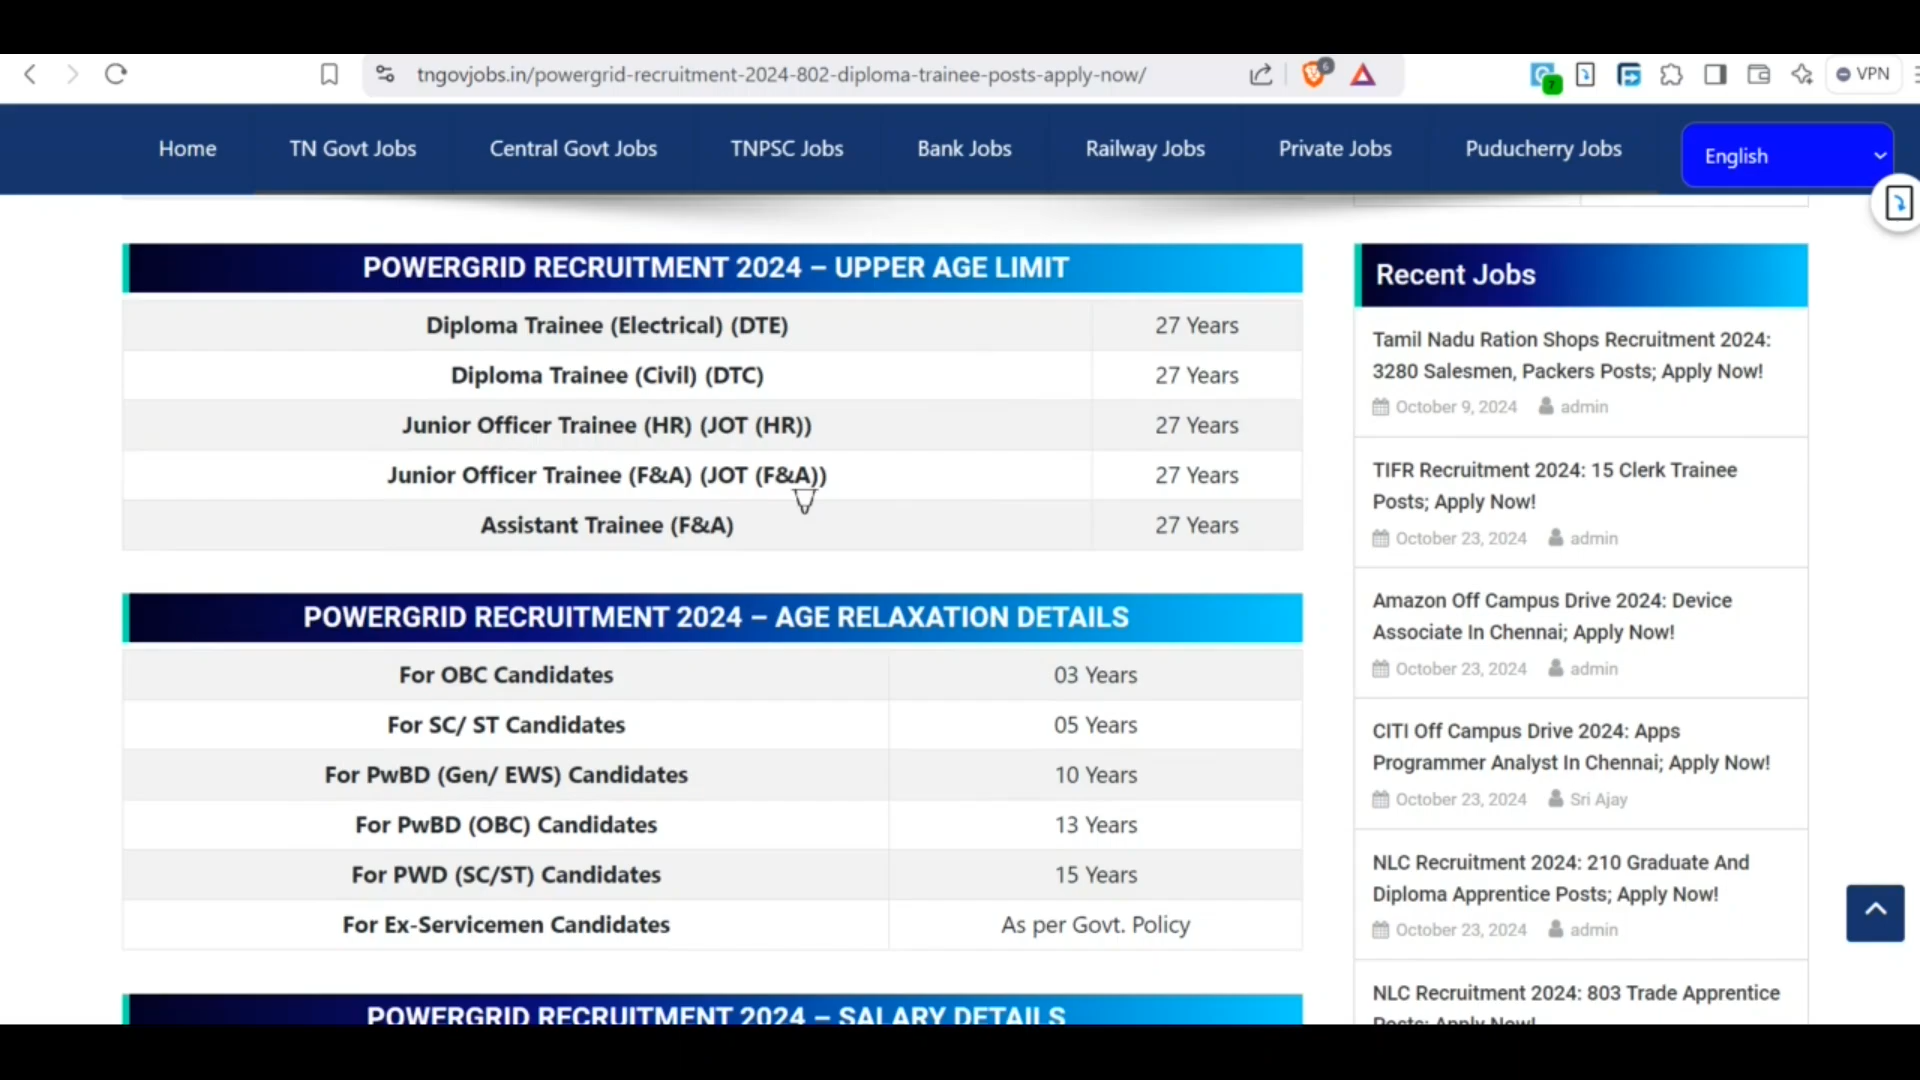 tngovjobs.in/powergrid-recruitment-2024-802-diploma-trainee-posts-apply-now/
6
7
VPN
Home
TN Govt Jobs
Central Govt Jobs
TNPSC Jobs
Bank Jobs
Railway Jobs
Private Jobs
Puducherry Jobs
English
POWERGRID RECRUITMENT 2024 – UPPER AGE LIMIT
Diploma Trainee (Electrical) (DTE) 27 Years
Diploma Trainee (Civil) (DTC) 27 Years
Junior Officer Trainee (HR) (JOT (HR)) 27 Years
Junior Officer Trainee (F&A) (JOT (F&A)) 27 Years
Assistant Trainee (F&A) 27 Years
POWERGRID RECRUITMENT 2024 – AGE RELAXATION DETAILS
For OBC Candidates 03 Years
For SC/ ST Candidates 05 Years
For PwBD (Gen/ EWS) Candidates 10 Years
For PwBD (OBC) Candidates 13 Years
For PWD (SC/ST) Candidates 15 Years
For Ex-Servicemen Candidates As per Govt. Policy
POWERGRID RECRUITMENT 2024 – SALARY DETAILS
Recent Jobs
Tamil Nadu Ration Shops Recruitment 2024:
3280 Salesmen, Packers Posts; Apply Now!
October 9, 2024 admin
TIFR Recruitment 2024: 15 Clerk Trainee
Posts; Apply Now!
October 23, 2024 admin
Amazon Off Campus Drive 2024: Device
Associate In Chennai; Apply Now!
October 23, 2024 admin
CITI Off Campus Drive 2024: Apps
Programmer Analyst In Chennai; Apply Now!
October 23, 2024 Sri Ajay
NLC Recruitment 2024: 210 Graduate And
Diploma Apprentice Posts; Apply Now!
October 23, 2024 admin
NLC Recruitment 2024: 803 Trade Apprentice
Posts; Apply Now!